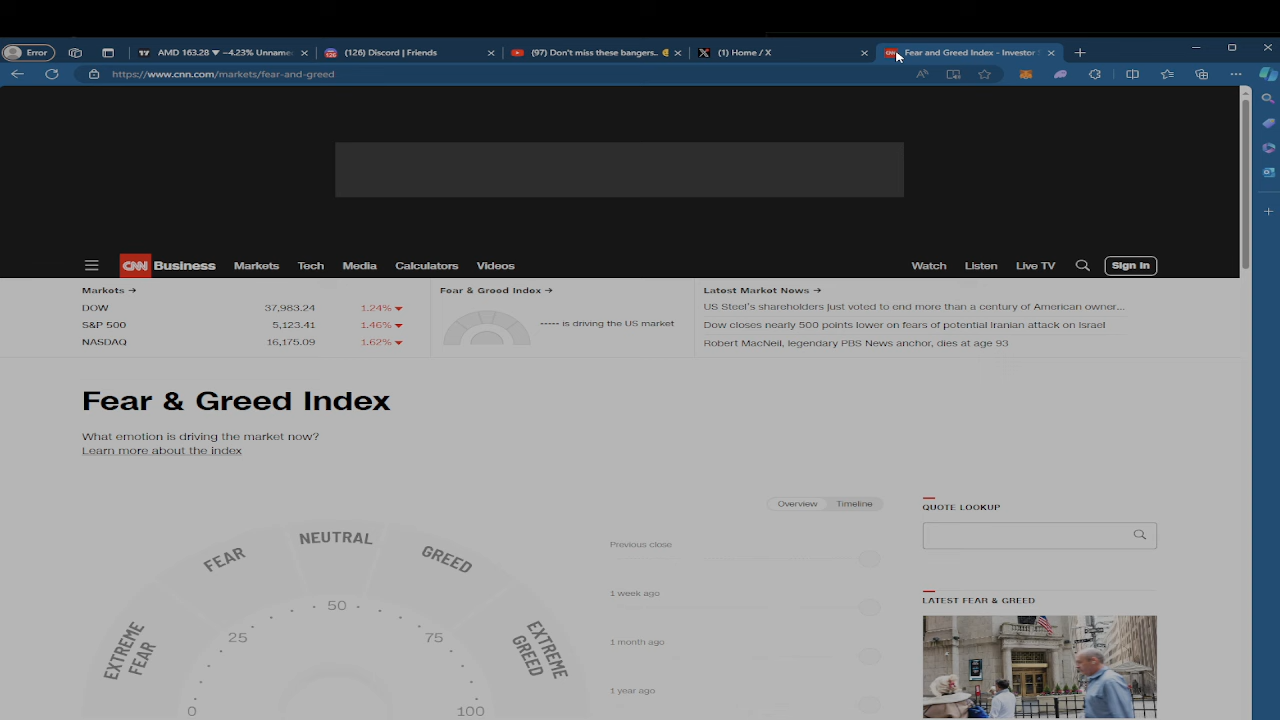 Error
AMD 163.28 ▼ −4.23% Unname
(126) Discord | Friends
(97) Don't miss these bangers..
(1) Home / X
Fear and Greed Index - Investor S
https://www.cnn.com/markets/fear-and-greed
CNN Business
Markets
Tech
Media
Calculators
Videos
Watch
Listen
Live TV
Sign In
Markets →
DOW 37,983.24 1.24% ▼
S&P 500 5,123.41 1.46% ▼
NASDAQ 16,175.09 1.62% ▼
Fear & Greed Index →
----- is driving the US market
Latest Market News →
US Steel's shareholders just voted to end more than a century of American owner...
Dow closes nearly 500 points lower on fears of potential Iranian attack on Israel
Robert MacNeil, legendary PBS News anchor, dies at age 93
Fear & Greed Index
What emotion is driving the market now?
Learn more about the index
Overview
Timeline
EXTREME FEAR
FEAR
NEUTRAL
GREED
EXTREME GREED
0
25
50
75
100
Previous close
1 week ago
1 month ago
1 year ago
QUOTE LOOKUP
LATEST FEAR & GREED